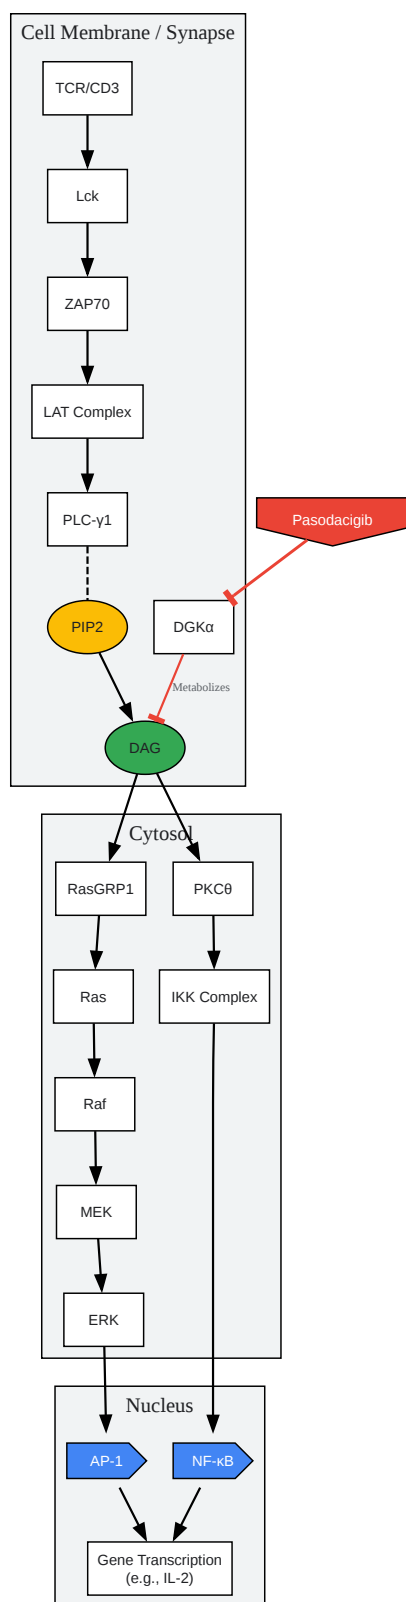 Cell Membrane / Synapse
TCR/CD3
Lck
ZAP70
LAT Complex
PLC-γ1
Pasodacigib
PIP2
DGKα
Metabolizes
DAG
Cytosol
RasGRP1
PKCθ
Ras
IKK Complex
Raf
MEK
ERK
Nucleus
AP-1
NF-κB
Gene Transcription
(e.g., IL-2)